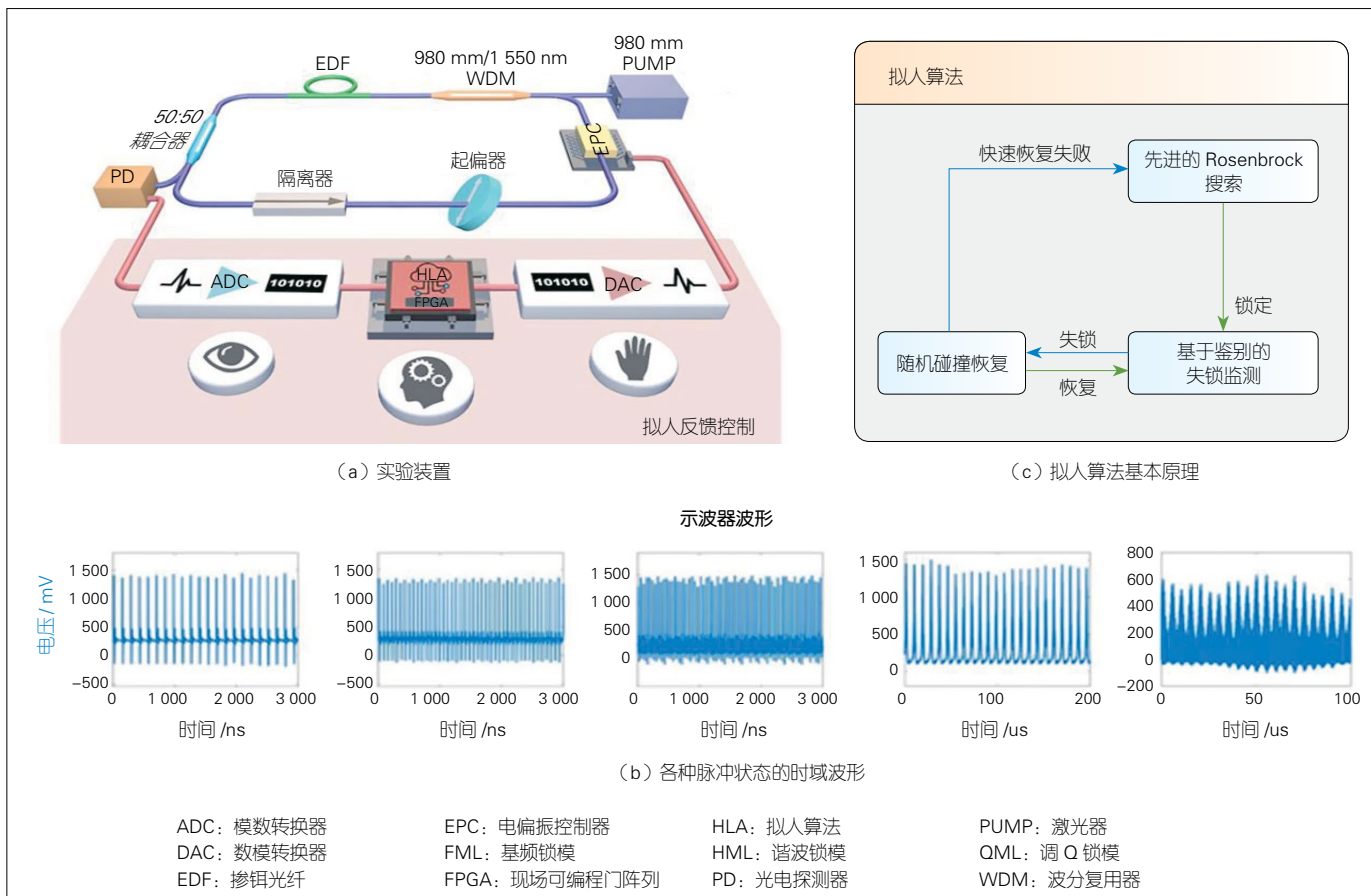 EDF
980 mm/1 550 nm
WDM
980 mm
PUMP
50:50
耦合器
EPC
PD
隔离器
起偏器
ADC
101010
HLA
FPGA
101010
DAC
拟人反馈控制
(a)实验装置
拟人算法
快速恢复失败
先进的 Rosenbrock
搜索
锁定
失锁
随机碰撞恢复
恢复
基于鉴别的
失锁监测
(c)拟人算法基本原理
示波器波形
电压 / mV
1 500
1 000
500
0
−500
0 1 000 2 000 3 000
时间 /ns
1 500
1 000
500
0
−500
0 1 000 2 000 3 000
时间 /ns
1 500
1 000
500
0
0 1 000 2 000 3 000
时间 /ns
1 500
1 000
500
0
0 100 200
时间 /us
800
600
400
200
0
−200
0 50 100
时间 /us
(b)各种脉冲状态的时域波形
ADC:模数转换器 EPC:电偏振控制器 HLA:拟人算法 PUMP:激光器
DAC:数模转换器 FML:基频锁模 HML:谐波锁模 QML:调 Q 锁模
EDF:掺铒光纤 FPGA:现场可编程门阵列 PD:光电探测器 WDM:波分复用器